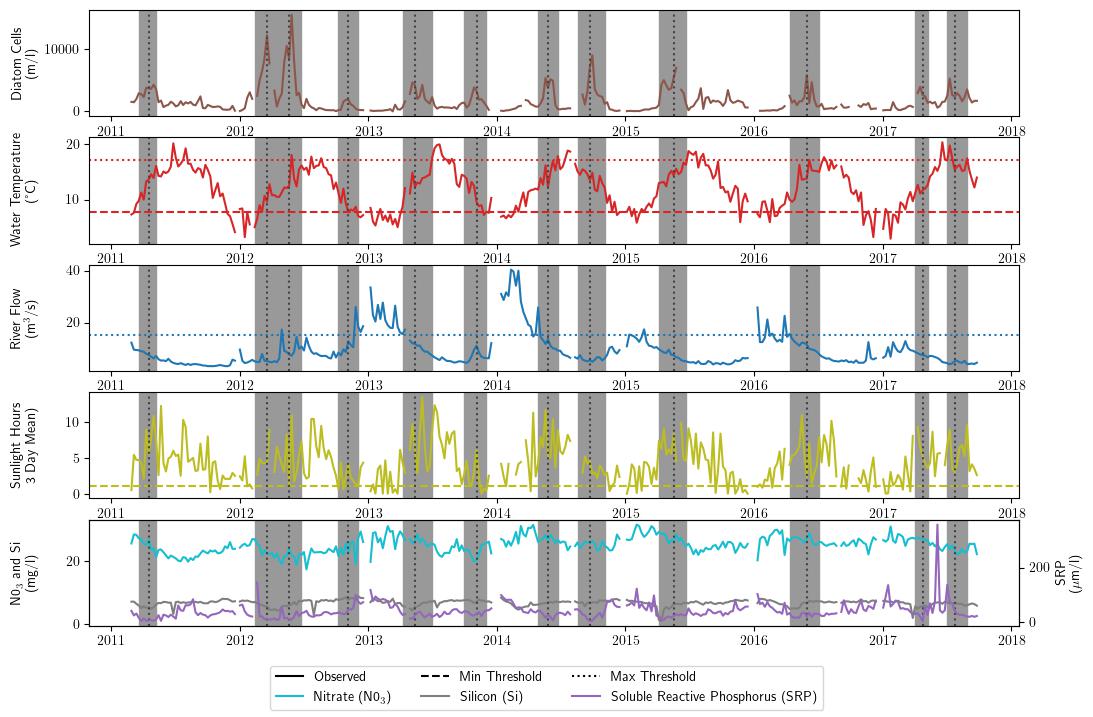 Diatom Cells
(m/l)
10000
0
2011 2012 2013 2014 2015 2016 2017 2018
Water Temperature
(°C)
20
10
2011 2012 2013 2014 2015 2016 2017 2018
River Flow
(m³/s)
40
20
2011 2012 2013 2014 2015 2016 2017 2018
Sunlight Hours
3 Day Mean)
10
5
0
2011 2012 2013 2014 2015 2016 2017 2018
N0₃ and Si
(mg/l)
20
0
200
0
SRP
(μm/l)
2011 2012 2013 2014 2015 2016 2017 2018
Observed Min Threshold Max Threshold
Nitrate (N0₃) Silicon (Si) Soluble Reactive Phosphorus (SRP)